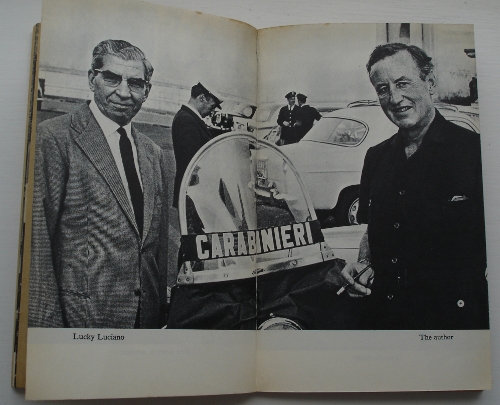 CARABINIERI
Lucky Luciano
The author